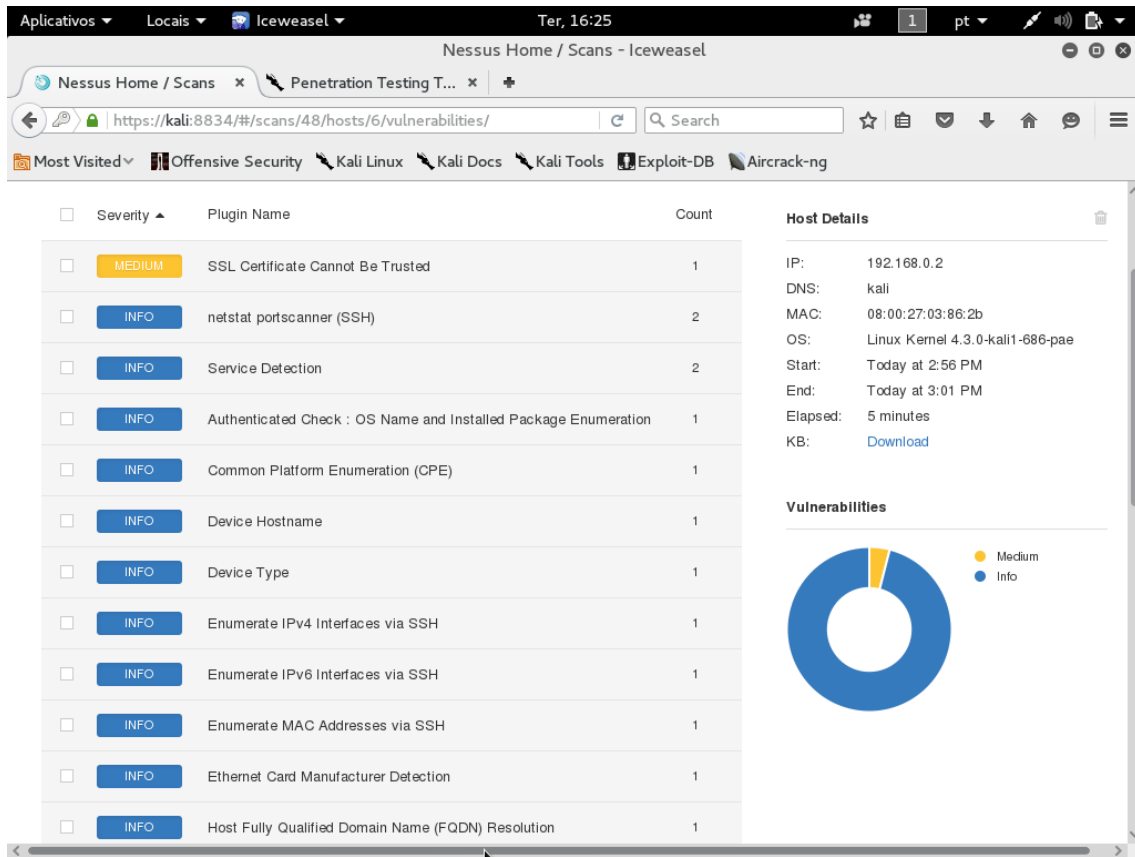 Aplicativos Locais Iceweasel Ter, 16:25 1 pt
Nessus Home / Scans - Iceweasel
Nessus Home / Scans Penetration Testing T...
https://kali:8834/#/scans/48/hosts/6/vulnerabilities/ Search
Most Visited Offensive Security Kali Linux Kali Docs Kali Tools Exploit-DB Aircrack-ng
Severity Plugin Name Count
MEDIUM SSL Certificate Cannot Be Trusted 1
INFO netstat portscanner (SSH) 2
INFO Service Detection 2
INFO Authenticated Check : OS Name and Installed Package Enumeration 1
INFO Common Platform Enumeration (CPE) 1
INFO Device Hostname 1
INFO Device Type 1
INFO Enumerate IPv4 Interfaces via SSH 1
INFO Enumerate IPv6 Interfaces via SSH 1
INFO Enumerate MAC Addresses via SSH 1
INFO Ethernet Card Manufacturer Detection 1
INFO Host Fully Qualified Domain Name (FQDN) Resolution 1
Host Details
IP: 192.168.0.2
DNS: kali
MAC: 08:00:27:03:86:2b
OS: Linux Kernel 4.3.0-kali1-686-pae
Start: Today at 2:56 PM
End: Today at 3:01 PM
Elapsed: 5 minutes
KB: Download
Vulnerabilities
Medium
Info